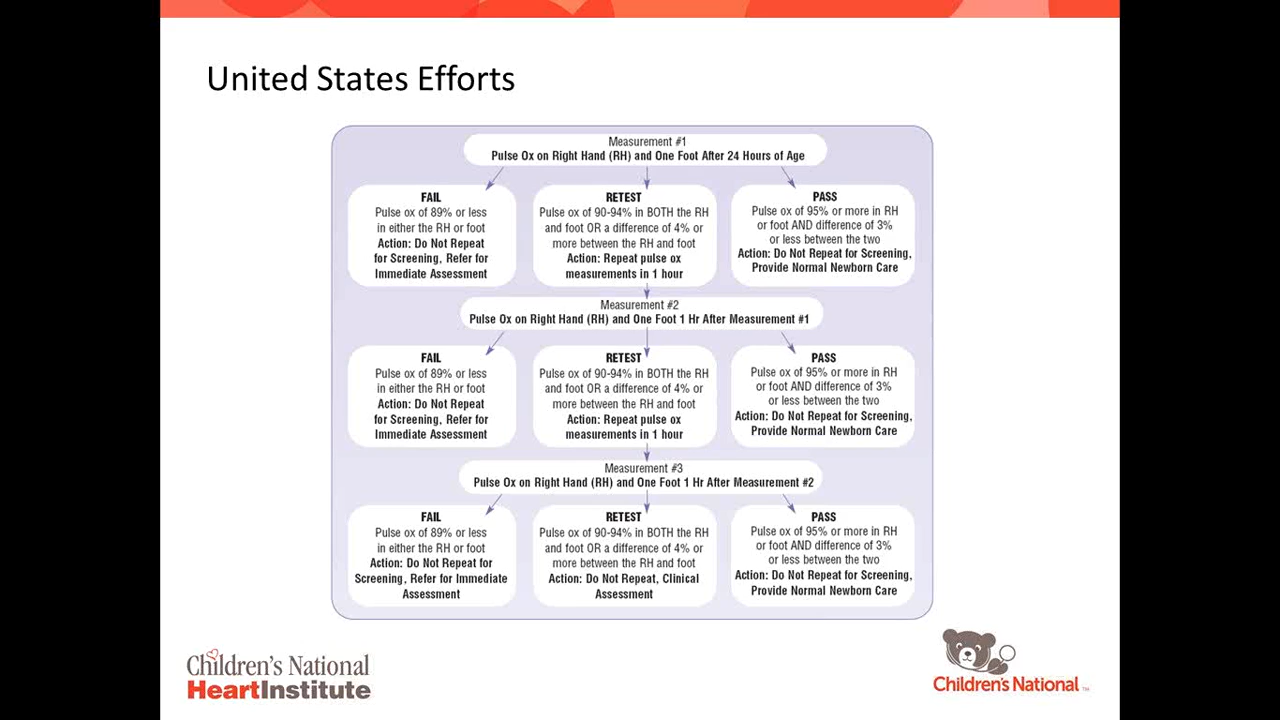 United States Efforts
Measurement #1
Pulse Ox on Right Hand (RH) and One Foot After 24 Hours of Age
FAIL
Pulse ox of 89% or less
in either the RH or foot
Action: Do Not Repeat
for Screening, Refer for
Immediate Assessment
RETEST
Pulse ox of 90-94% in BOTH the RH
and foot OR a difference of 4% or
more between the RH and foot
Action: Repeat pulse ox
measurements in 1 hour
PASS
Pulse ox of 95% or more in RH
or foot AND difference of 3%
or less between the two
Action: Do Not Repeat for Screening,
Provide Normal Newborn Care
Measurement #2
Pulse Ox on Right Hand (RH) and One Foot 1 Hr After Measurement #1
FAIL
Pulse ox of 89% or less
in either the RH or foot
Action: Do Not Repeat
for Screening, Refer for
Immediate Assessment
RETEST
Pulse ox of 90-94% in BOTH the RH
and foot OR a difference of 4% or
more between the RH and foot
Action: Repeat pulse ox
measurements in 1 hour
PASS
Pulse ox of 95% or more in RH
or foot AND difference of 3%
or less between the two
Action: Do Not Repeat for Screening,
Provide Normal Newborn Care
Measurement #3
Pulse Ox on Right Hand (RH) and One Foot 1 Hr After Measurement #2
FAIL
Pulse ox of 89% or less
in either the RH or foot
Action: Do Not Repeat for
Screening, Refer for Immediate
Assessment
RETEST
Pulse ox of 90-94% in BOTH the RH
and foot OR a difference of 4% or
more between the RH and foot
Action: Do Not Repeat, Clinical
Assessment
PASS
Pulse ox of 95% or more in RH
or foot AND difference of 3%
or less between the two
Action: Do Not Repeat for Screening,
Provide Normal Newborn Care
Children's National
HeartInstitute
Children's National ™